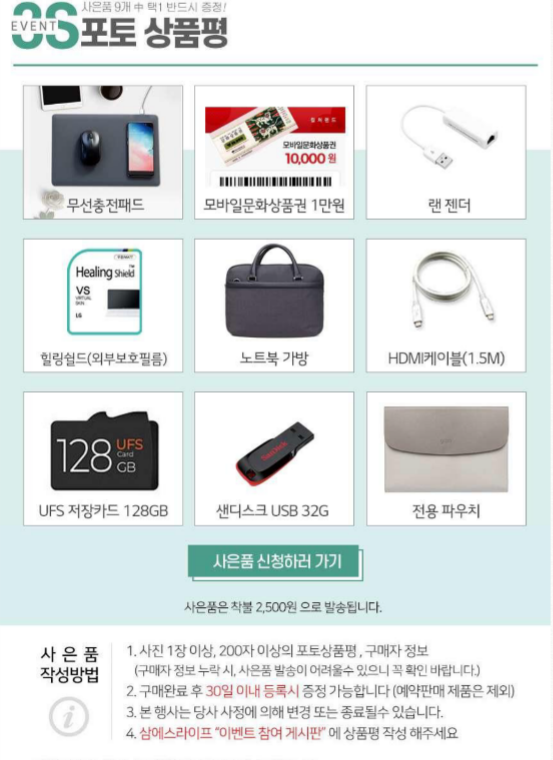 사은품 9개 中 택1 반드시 증정!
EVENT 3S 포토 상품평
무선충전패드
컬쳐랜드
모바일문화상품권
10,000 원
모바일문화상품권 1만원
랜 젠더
Healing Shield
VS
VIRTUAL
SKIN
LG
힐링쉴드(외부보호필름)
노트북 가방
HDMI케이블(1.5M)
128 GB
UFS
Card
UFS 저장카드 128GB
SanDisk
샌디스크 USB 32G
전용 파우치
사은품 신청하러 가기
사은품은 착불 2,500원 으로 발송됩니다.
사 은 품
작성방법
1. 사진 1장 이상, 200자 이상의 포토상품평 , 구매자 정보
(구매자 정보 누락 시, 사은품 발송이 어려울수 있으니 꼭 확인 바랍니다.)
2. 구매완료 후 30일 이내 등록시 증정 가능합니다 (예약판매 제품은 제외)
3. 본 행사는 당사 사정에 의해 변경 또는 종료될수 있습니다.
4. 삼에스라이프 "이벤트 참여 게시판" 에 상품평 작성 해주세요